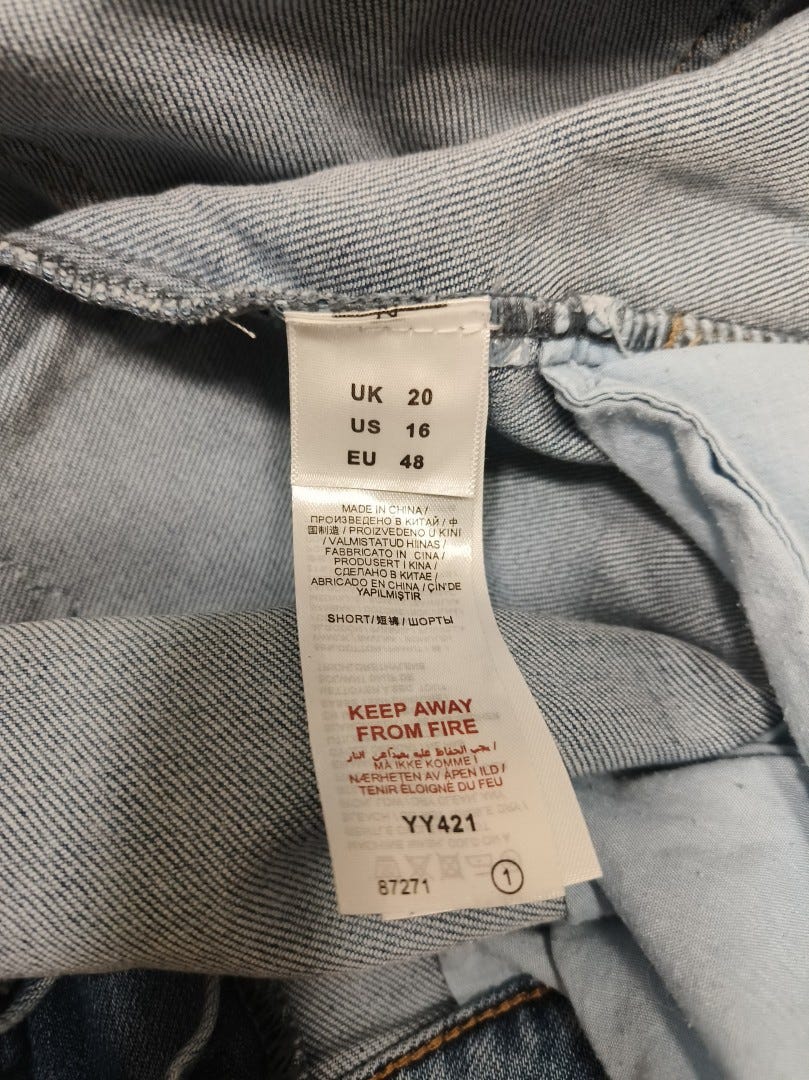 UK 20
US 16
EU 48
MADE IN CHINA /
ПРОИЗВЕДЕНО В КИТАЙ / 中
国制造 / PROIZVEDENO U KINI
/ VALMISTATUD HIINAS /
FABBRICATO IN CINA /
PRODUSERT I KINA /
СДЕЛАНО В КИТАЕ /
ABRICADO EN CHINA / ÇIN'DE
YAPILMIŞTIR
SHORT/短裤/ШОРТЫ
KEEP AWAY
FROM FIRE
يجب الحفاظ عليه بعيدا عن النار /
MÅ IKKE KOMME I
NÆRHETEN AV ÅPEN ILD /
TENIR ÉLOIGNÉ DU FEU
YY421
87271 1